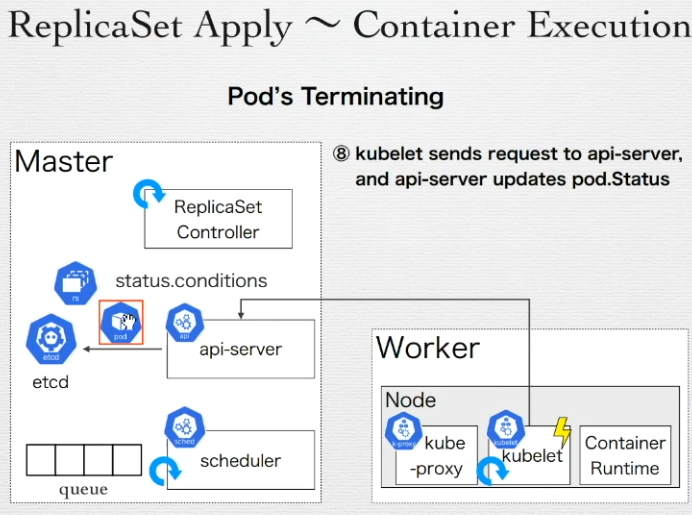 ReplicaSet Apply 〜 Container Execution
Pod's Terminating
⑧ kubelet sends request to api-server,
and api-server updates pod.Status
Master
ReplicaSet
Controller
rs
status.conditions
pod
api
etcd
api-server
etcd
sched
scheduler
queue
Worker
Node
k-proxy
kube
-proxy
kubelet
kubelet
Container
Runtime